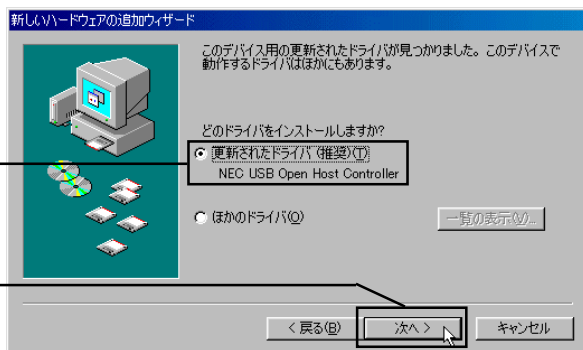 新しいハードウェアの追加ウィザード
このデバイス用の更新されたドライバが見つかりました。このデバイスで
動作するドライバはほかにもあります。
どのドライバをインストールしますか?
更新されたドライバ (推奨)(T)
NEC USB Open Host Controller
ほかのドライバ(O)
一覧の表示(V)...
< 戻る(B)
次へ >
キャンセル